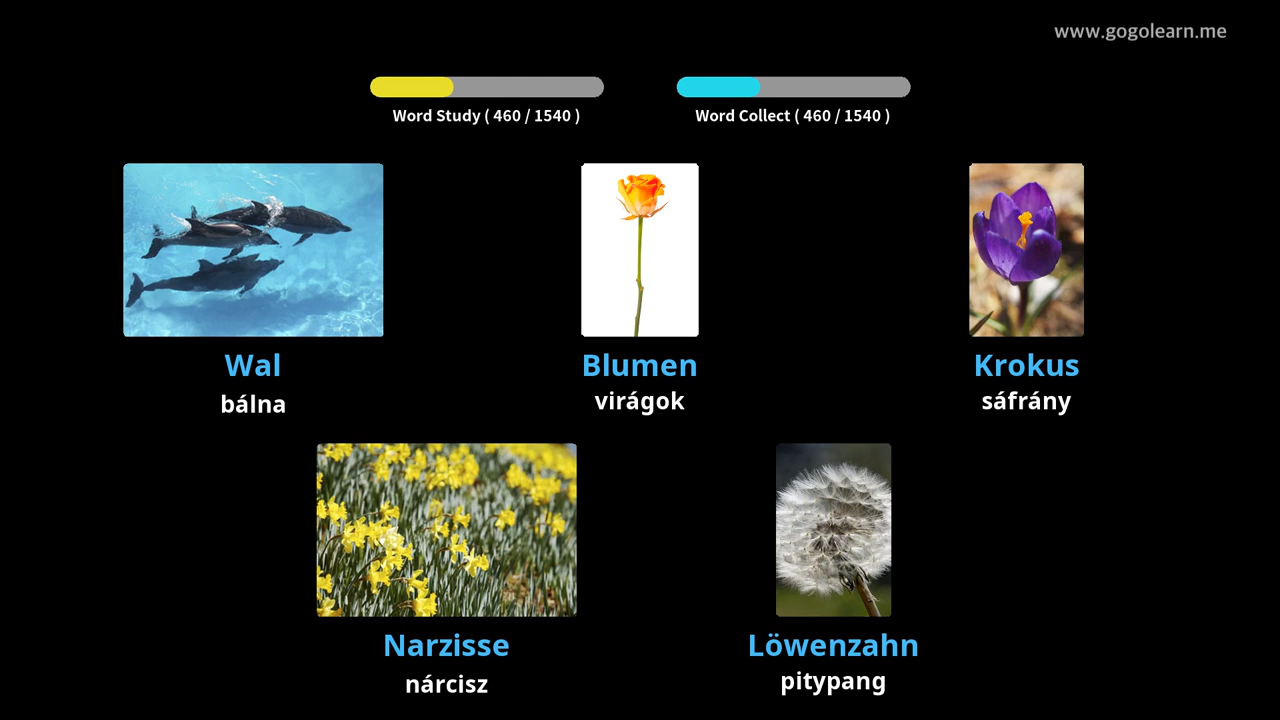 www.gogolearn.me
Word Study ( 460 / 1540 )
Word Collect ( 460 / 1540 )
Wal
bálna
Blumen
virágok
Krokus
sáfrány
Narzisse
nárcisz
Löwenzahn
pitypang